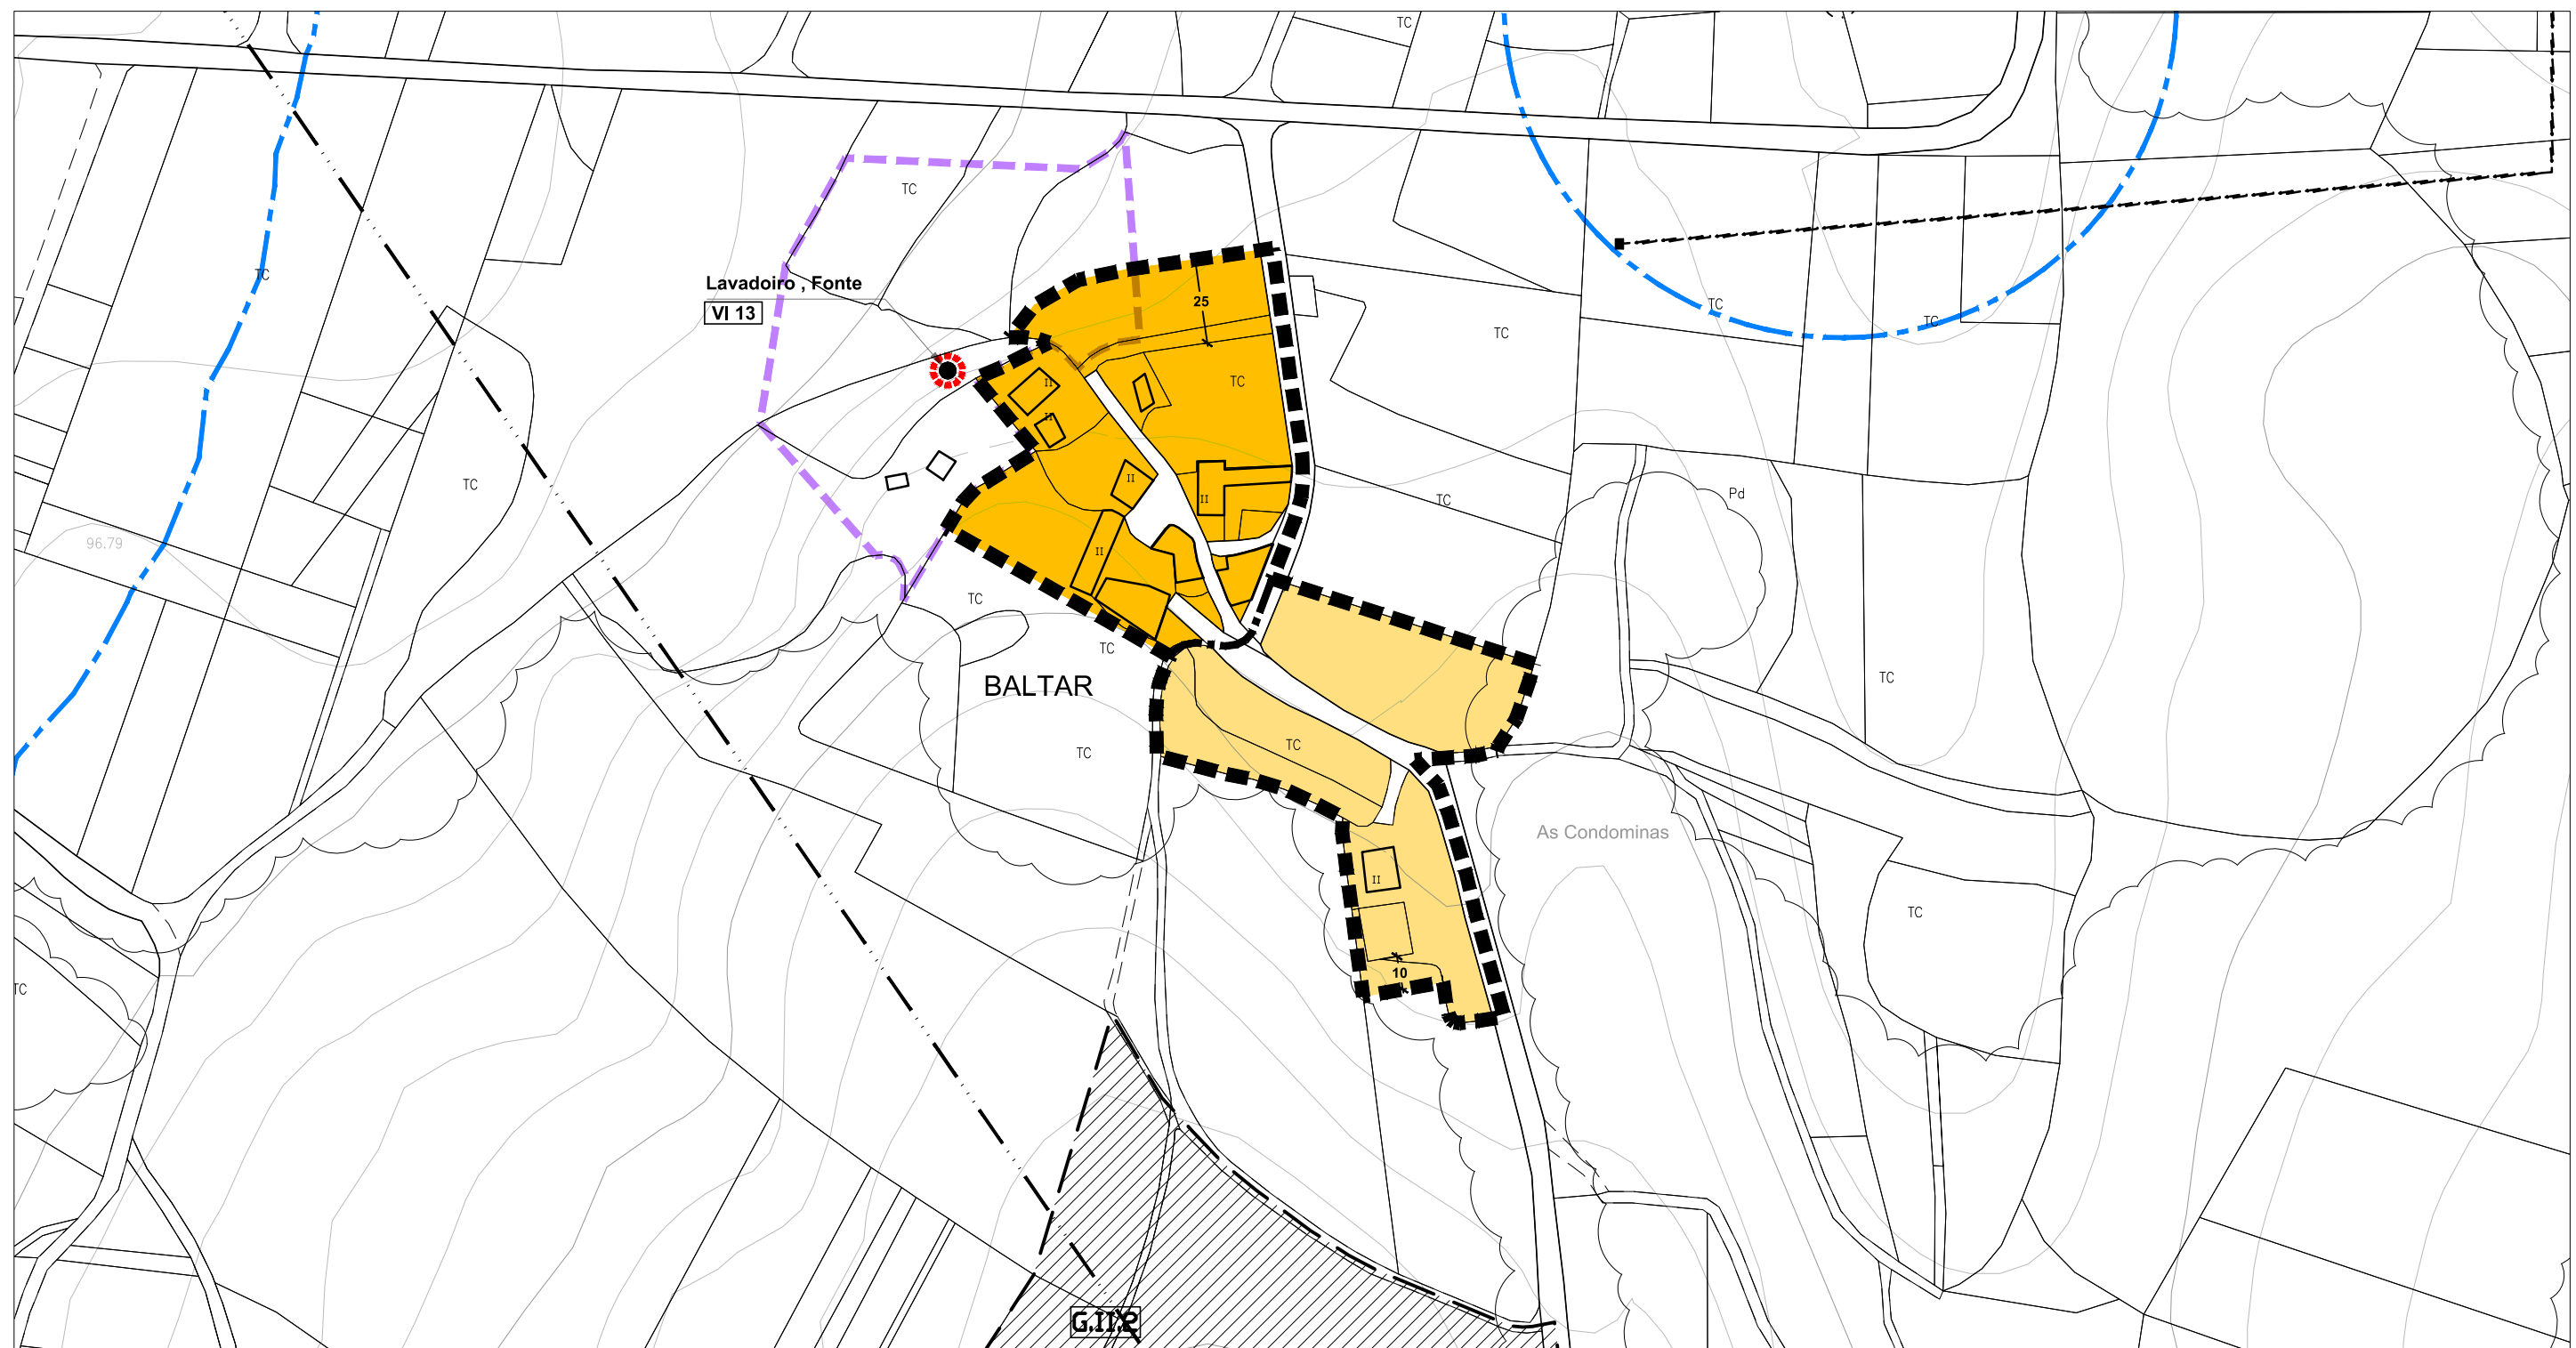 TC
TC
Lavadoiro , Fonte
VI 13
TC
25
TC
TC
TC
TC
II
TC
II
TC
II
II
TC
Pd
96.79
II
TC
TC
BALTAR
TC
TC
TC
As Condominas
II
TC
10
TC
G.II.2